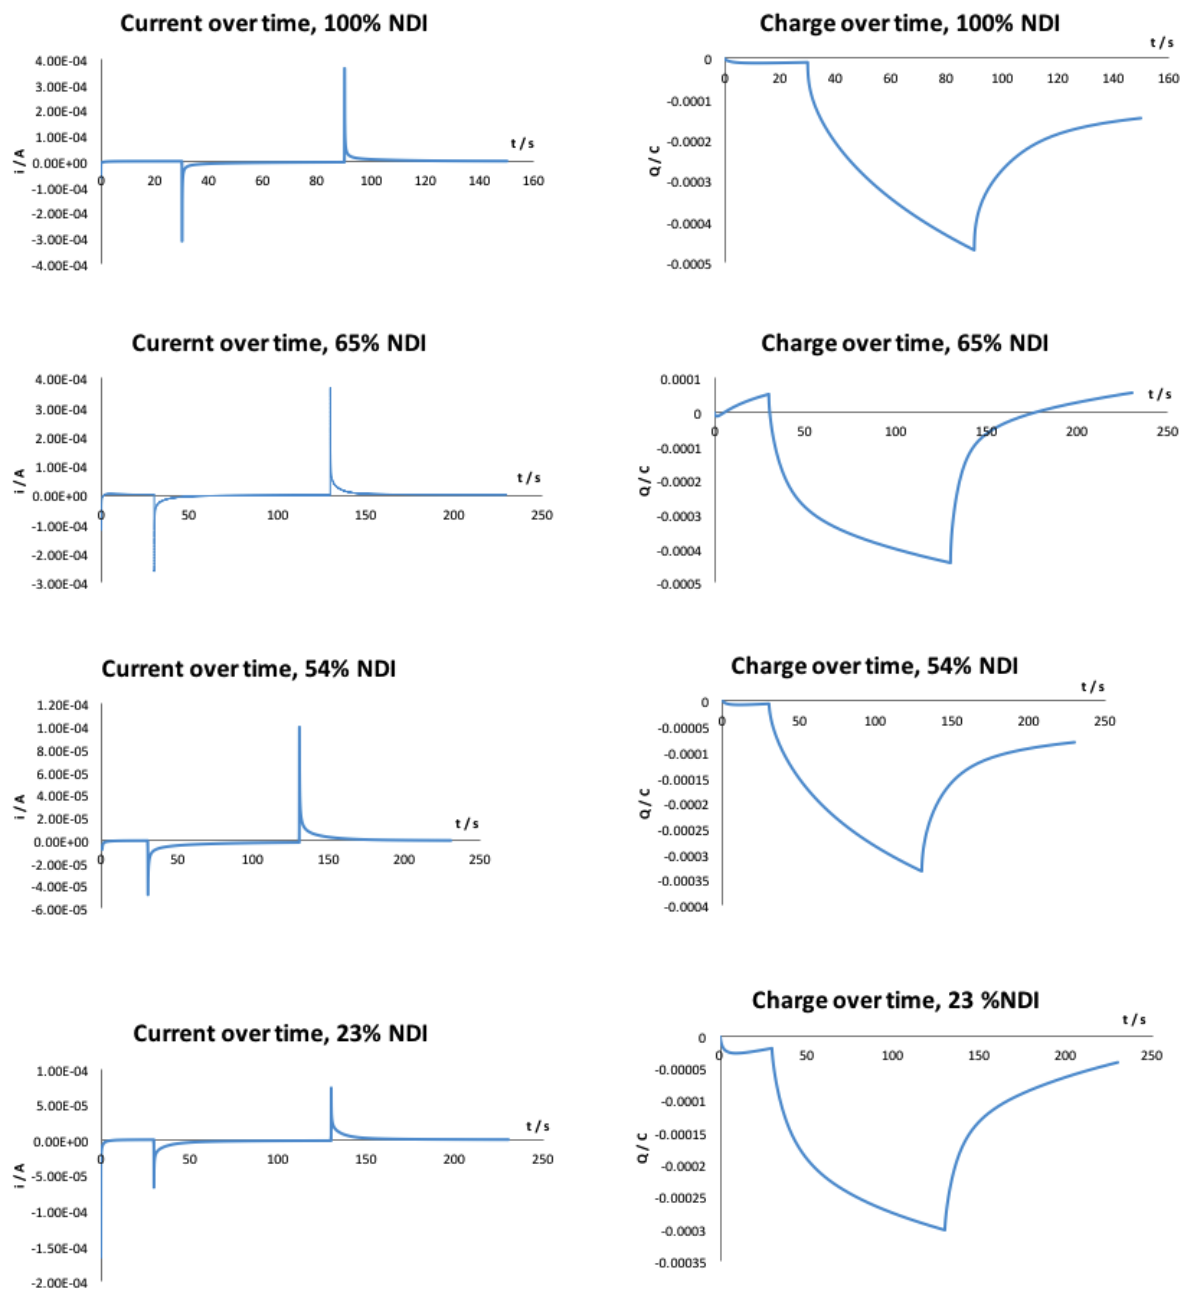 Current over time, 100% NDI
4.00E-04
3.00E-04
2.00E-04
1.00E-04
0.00E+00
-1.00E-04
-2.00E-04
-3.00E-04
-4.00E-04
i / A
t / s
0 20 40 60 80 100 120 140 160
Charge over time, 100% NDI
t / s
0
-0.0001
-0.0002
-0.0003
-0.0004
-0.0005
Q / C
0 20 40 60 80 100 120 140 160
Curernt over time, 65% NDI
4.00E-04
3.00E-04
2.00E-04
1.00E-04
0.00E+00
-1.00E-04
-2.00E-04
-3.00E-04
i / A
t / s
0 50 100 150 200 250
Charge over time, 65% NDI
0.0001
0
-0.0001
-0.0002
-0.0003
-0.0004
-0.0005
Q / C
t / s
0 50 100 150 200 250
Current over time, 54% NDI
1.20E-04
1.00E-04
8.00E-05
6.00E-05
4.00E-05
2.00E-05
0.00E+00
-2.00E-05
-4.00E-05
-6.00E-05
i / A
t / s
0 50 100 150 200 250
Charge over time, 54% NDI
t / s
0
-0.00005
-0.0001
-0.00015
-0.0002
-0.00025
-0.0003
-0.00035
-0.0004
Q / C
0 50 100 150 200 250
Current over time, 23% NDI
1.00E-04
5.00E-05
0.00E+00
-5.00E-05
-1.00E-04
-1.50E-04
-2.00E-04
i / A
t / s
0 50 100 150 200 250
Charge over time, 23 %NDI
t / s
0
-0.00005
-0.0001
-0.00015
-0.0002
-0.00025
-0.0003
-0.00035
Q / C
0 50 100 150 200 250